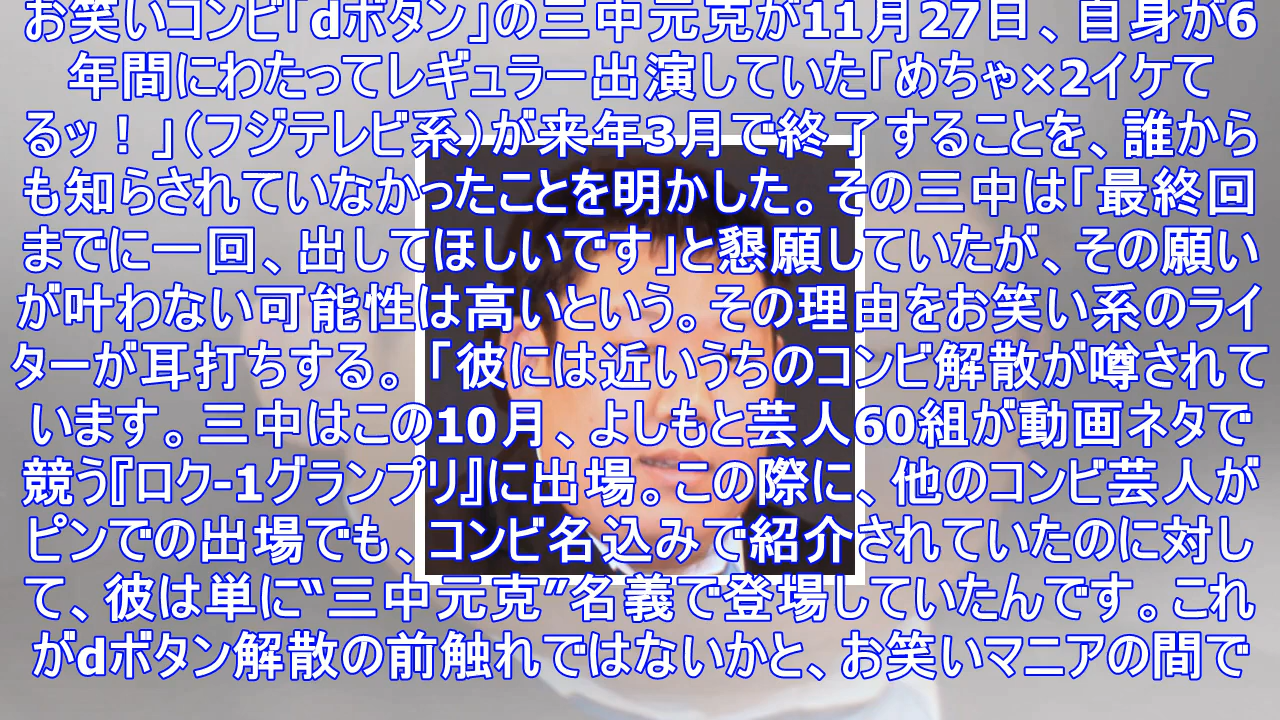 お笑いコンビ「dボタン」の三中元克が11月27日、自身が6
年間にわたってレギュラー出演していた「めちゃ×2イケて
るッ！」（フジテレビ系）が来年3月で終了することを、誰から
も知らされていなかったことを明かした。その三中は「最終回
までに一回、出してほしいです」と懇願していたが、その願い
が叶わない可能性は高いという。その理由をお笑い系のライ
ターが耳打ちする。「彼には近いうちのコンビ解散が噂されて
います。三中はこの10月、よしもと芸人60組が動画ネタで
競う『ロク-1グランプリ』に出場。この際に、他のコンビ芸人が
ピンでの出場でも、コンビ名込みで紹介されていたのに対し
て、彼は単に“三中元克”名義で登場していたんです。これ
がdボタン解散の前触れではないかと、お笑いマニアの間で